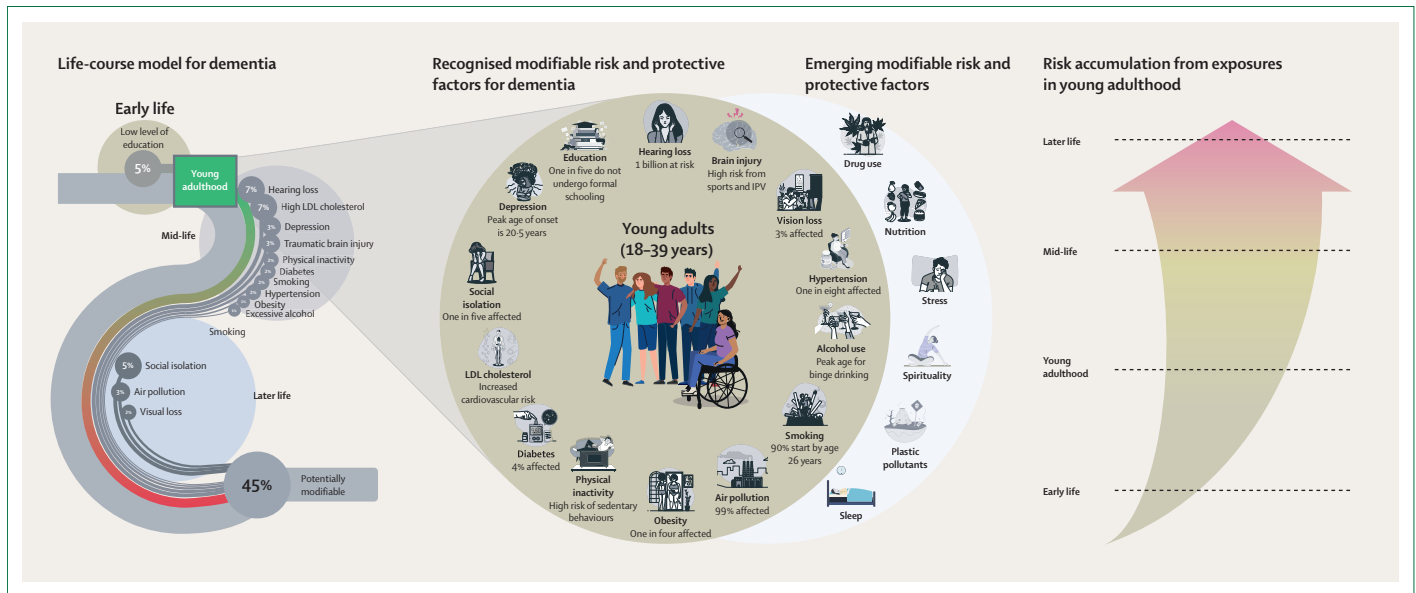 Life-course model for dementia
Early life
Low level of
education
5%
Young
adulthood
Mid-life
7%
Hearing loss
7%
High LDL cholesterol
3%
Depression
3%
Traumatic brain injury
2%
Physical inactivity
2%
Diabetes
2%
Smoking
2%
Hypertension
Obesity
Excessive alcohol
Smoking
5%
Social isolation
3%
Air pollution
2%
Visual loss
Later life
45%
Potentially
modifiable
Recognised modifiable risk and protective
factors for dementia
Education
One in five do not
undergo formal
schooling
Hearing loss
1 billion at risk
Brain injury
High risk from
sports and IPV
Depression
Peak age of onset
is 20-5 years
Vision loss
3% affected
Young adults
(18–39 years)
Social
isolation
One in five affected
Hypertension
One in eight affected
LDL cholesterol
Increased
cardiovascular risk
Alcohol use
Peak age for
binge drinking
Diabetes
4% affected
Smoking
90% start by age
26 years
Physical
inactivity
High risk of sedentary
behaviours
Obesity
One in four affected
Air pollution
99% affected
Emerging modifiable risk and
protective factors
Drug use
Nutrition
Stress
Spirituality
Plastic
pollutants
Sleep
Risk accumulation from exposures
in young adulthood
Later life
Mid-life
Young
adulthood
Early life